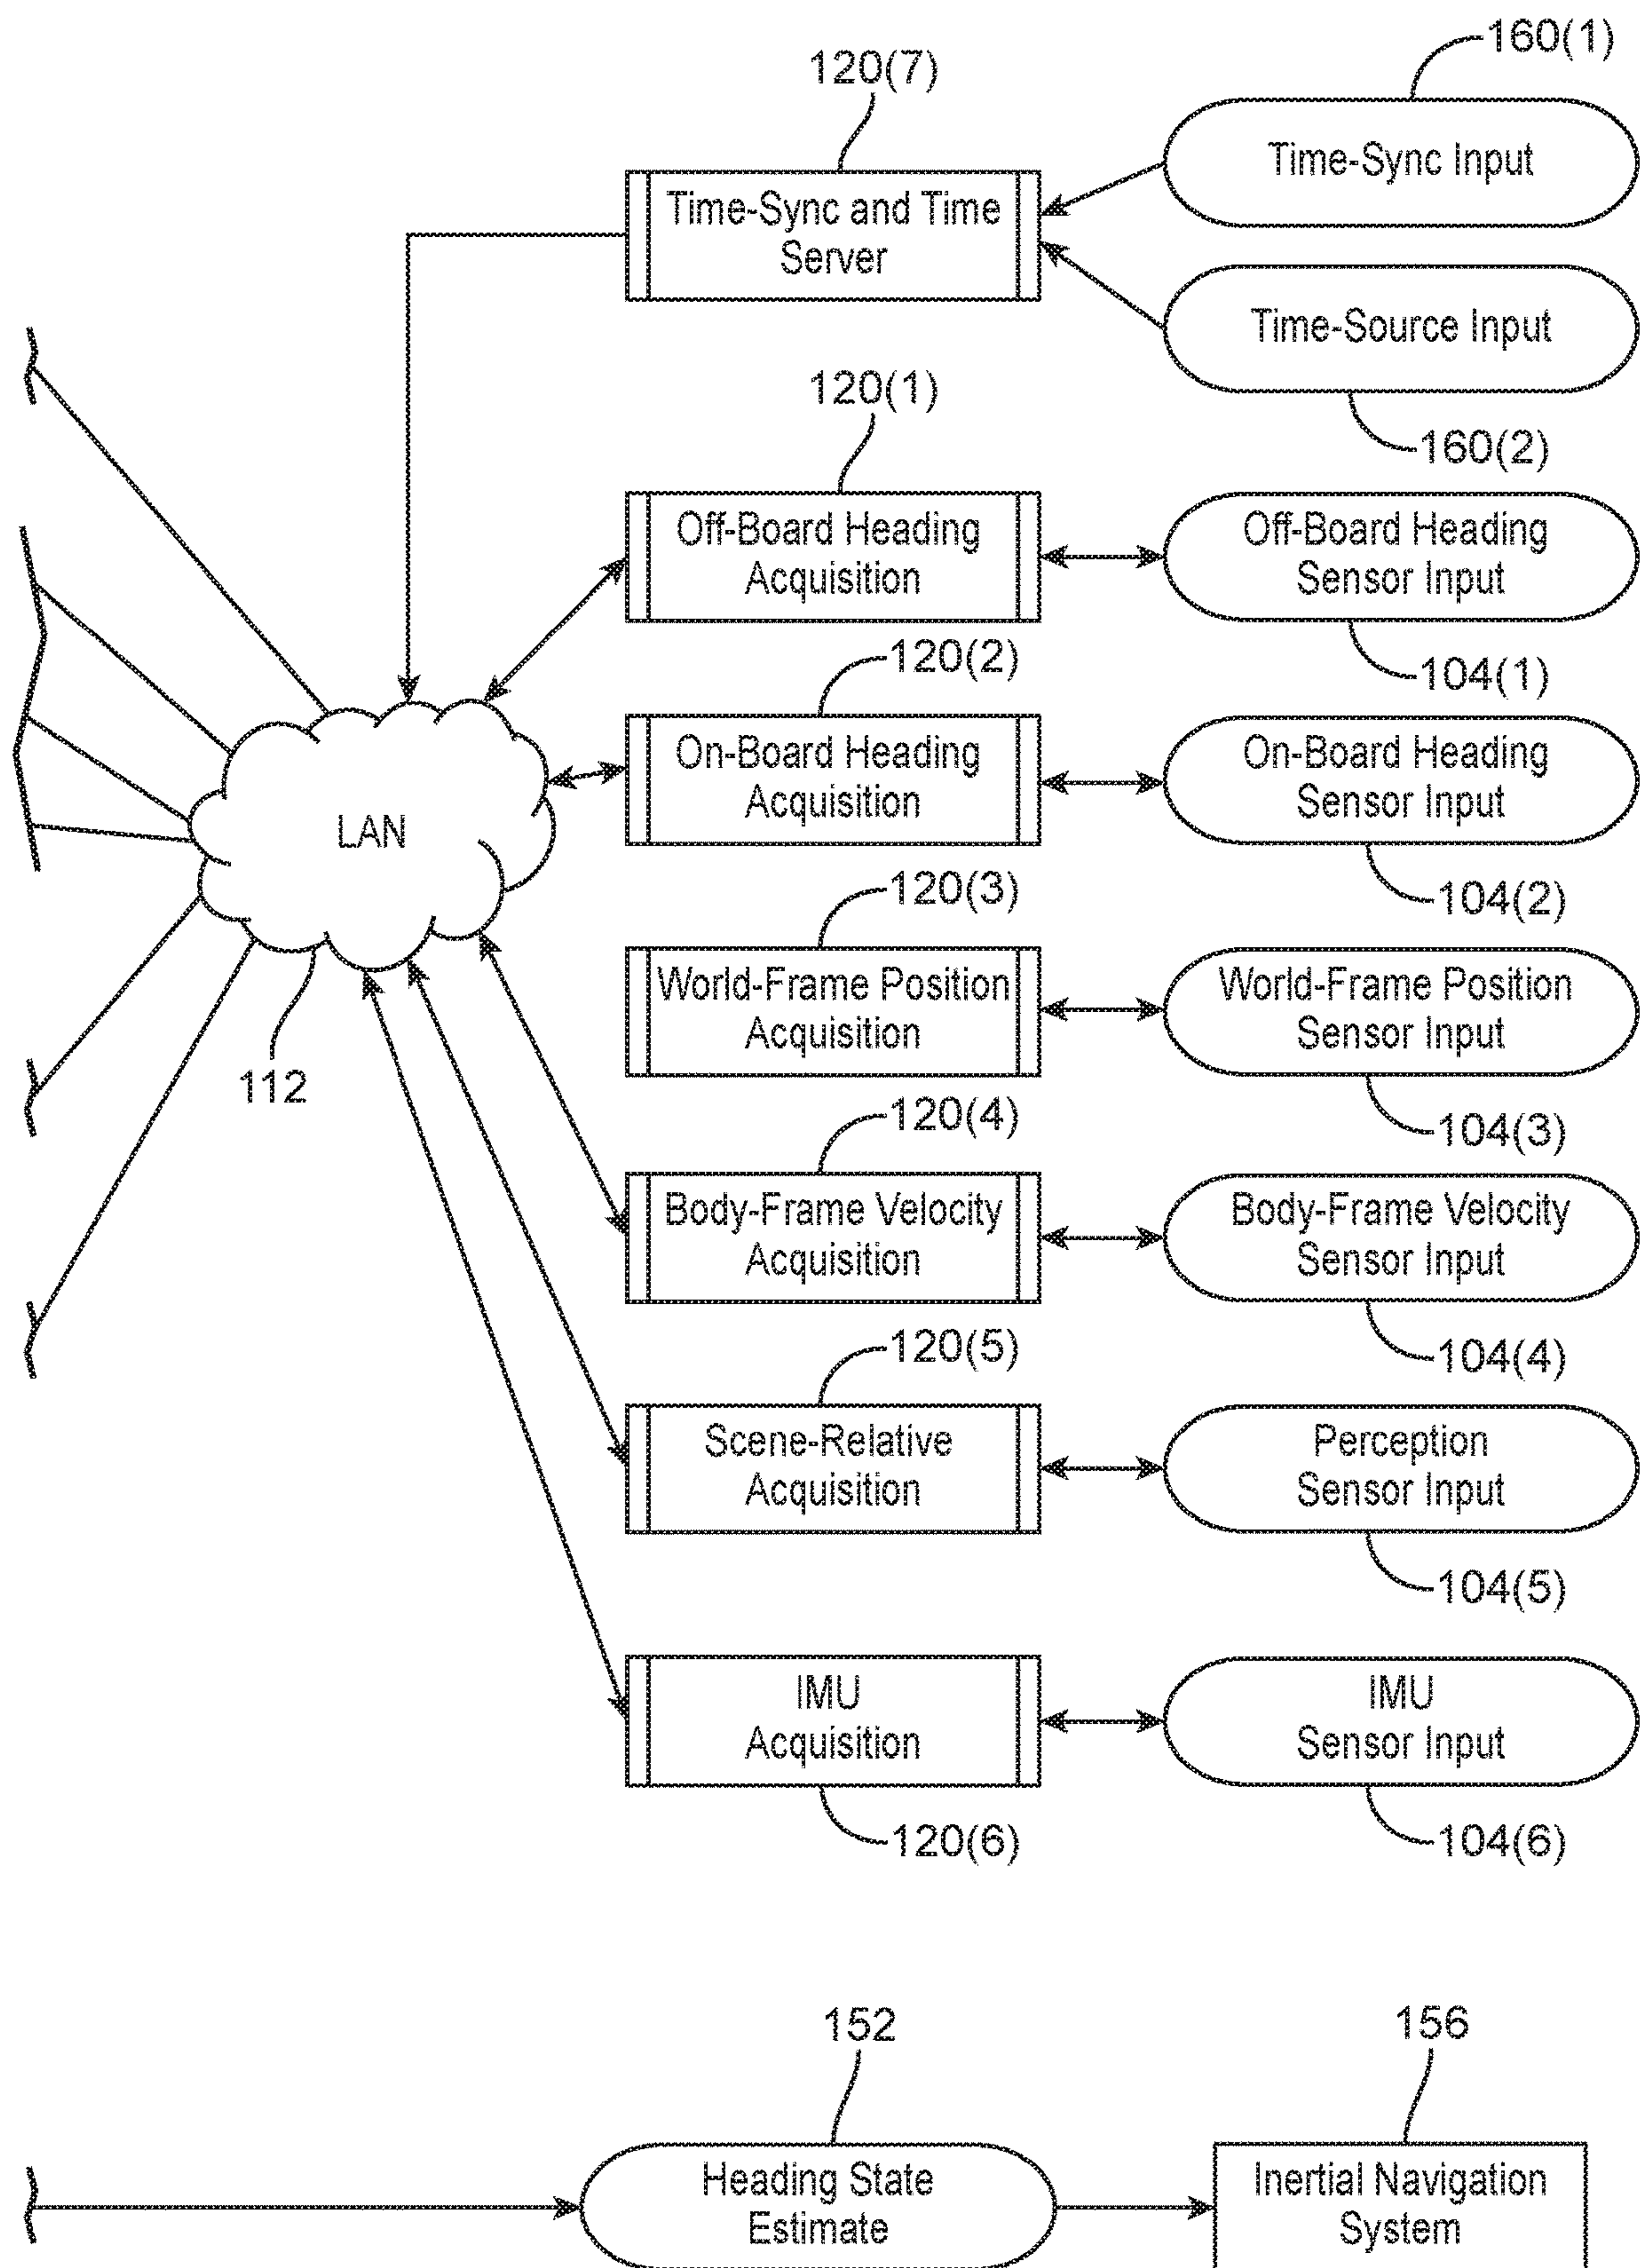 160(1)
120(7)
Time-Sync Input
Time-Sync and Time
Server
Time-Source Input
120(1)
160(2)
Off-Board Heading
Acquisition
Off-Board Heading
Sensor Input
120(2)
104(1)
On-Board Heading
Acquisition
On-Board Heading
Sensor Input
LAN
120(3)
104(2)
World-Frame Position
Acquisition
World-Frame Position
Sensor Input
112
120(4)
104(3)
Body-Frame Velocity
Acquisition
Body-Frame Velocity
Sensor Input
120(5)
104(4)
Scene-Relative
Acquisition
Perception
Sensor Input
104(5)
IMU
Acquisition
IMU
Sensor Input
120(6)
104(6)
152
156
Heading State
Estimate
Inertial Navigation
System